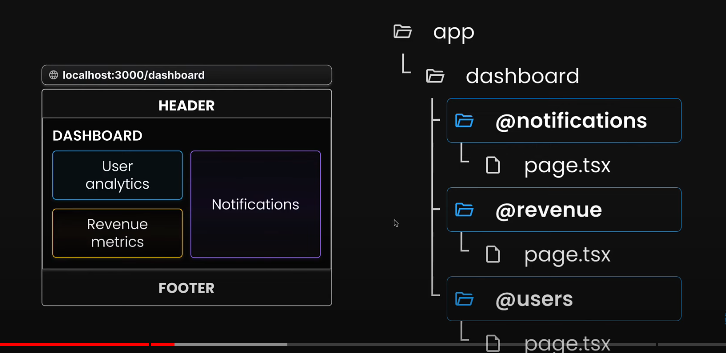 localhost:3000/dashboard
HEADER
DASHBOARD
User
analytics
Revenue
metrics
Notifications
FOOTER
app
dashboard
@notifications
page.tsx
@revenue
page.tsx
@users
page.tsx